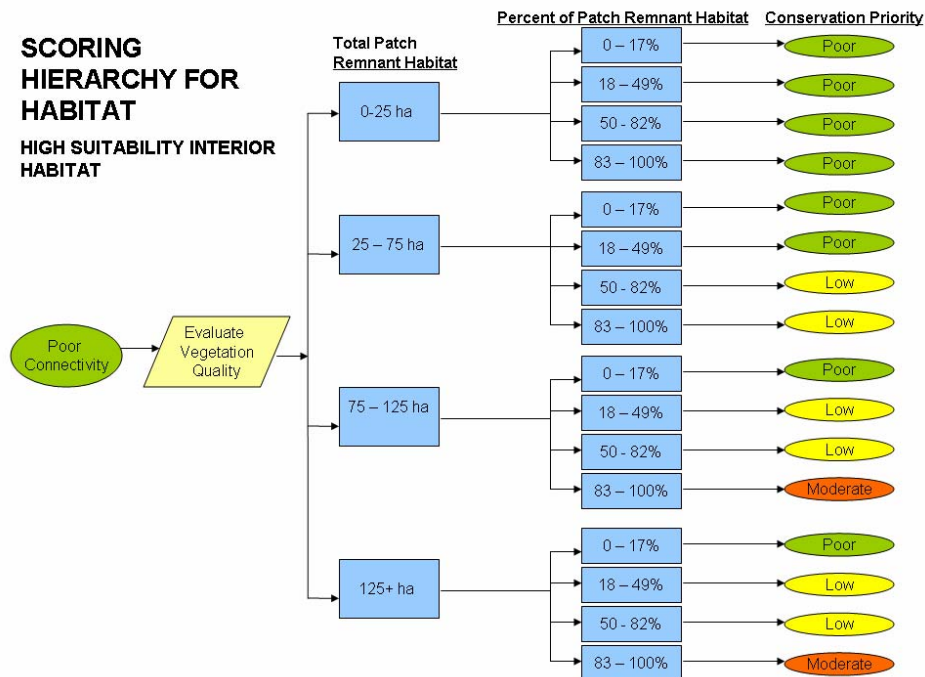 SCORING
HIERARCHY FOR
HABITAT
HIGH SUITABILITY INTERIOR
HABITAT
Total Patch
Remnant Habitat
Percent of Patch Remnant Habitat
Conservation Priority
Poor
Connectivity
Evaluate
Vegetation
Quality
0-25 ha
0 – 17%
Poor
18 – 49%
Poor
50 - 82%
Poor
83 – 100%
Poor
25 – 75 ha
0 – 17%
Poor
18 – 49%
Poor
50 - 82%
Low
83 – 100%
Low
75 – 125 ha
0 – 17%
Poor
18 – 49%
Low
50 - 82%
Low
83 – 100%
Moderate
125+ ha
0 – 17%
Poor
18 – 49%
Low
50 - 82%
Low
83 – 100%
Moderate